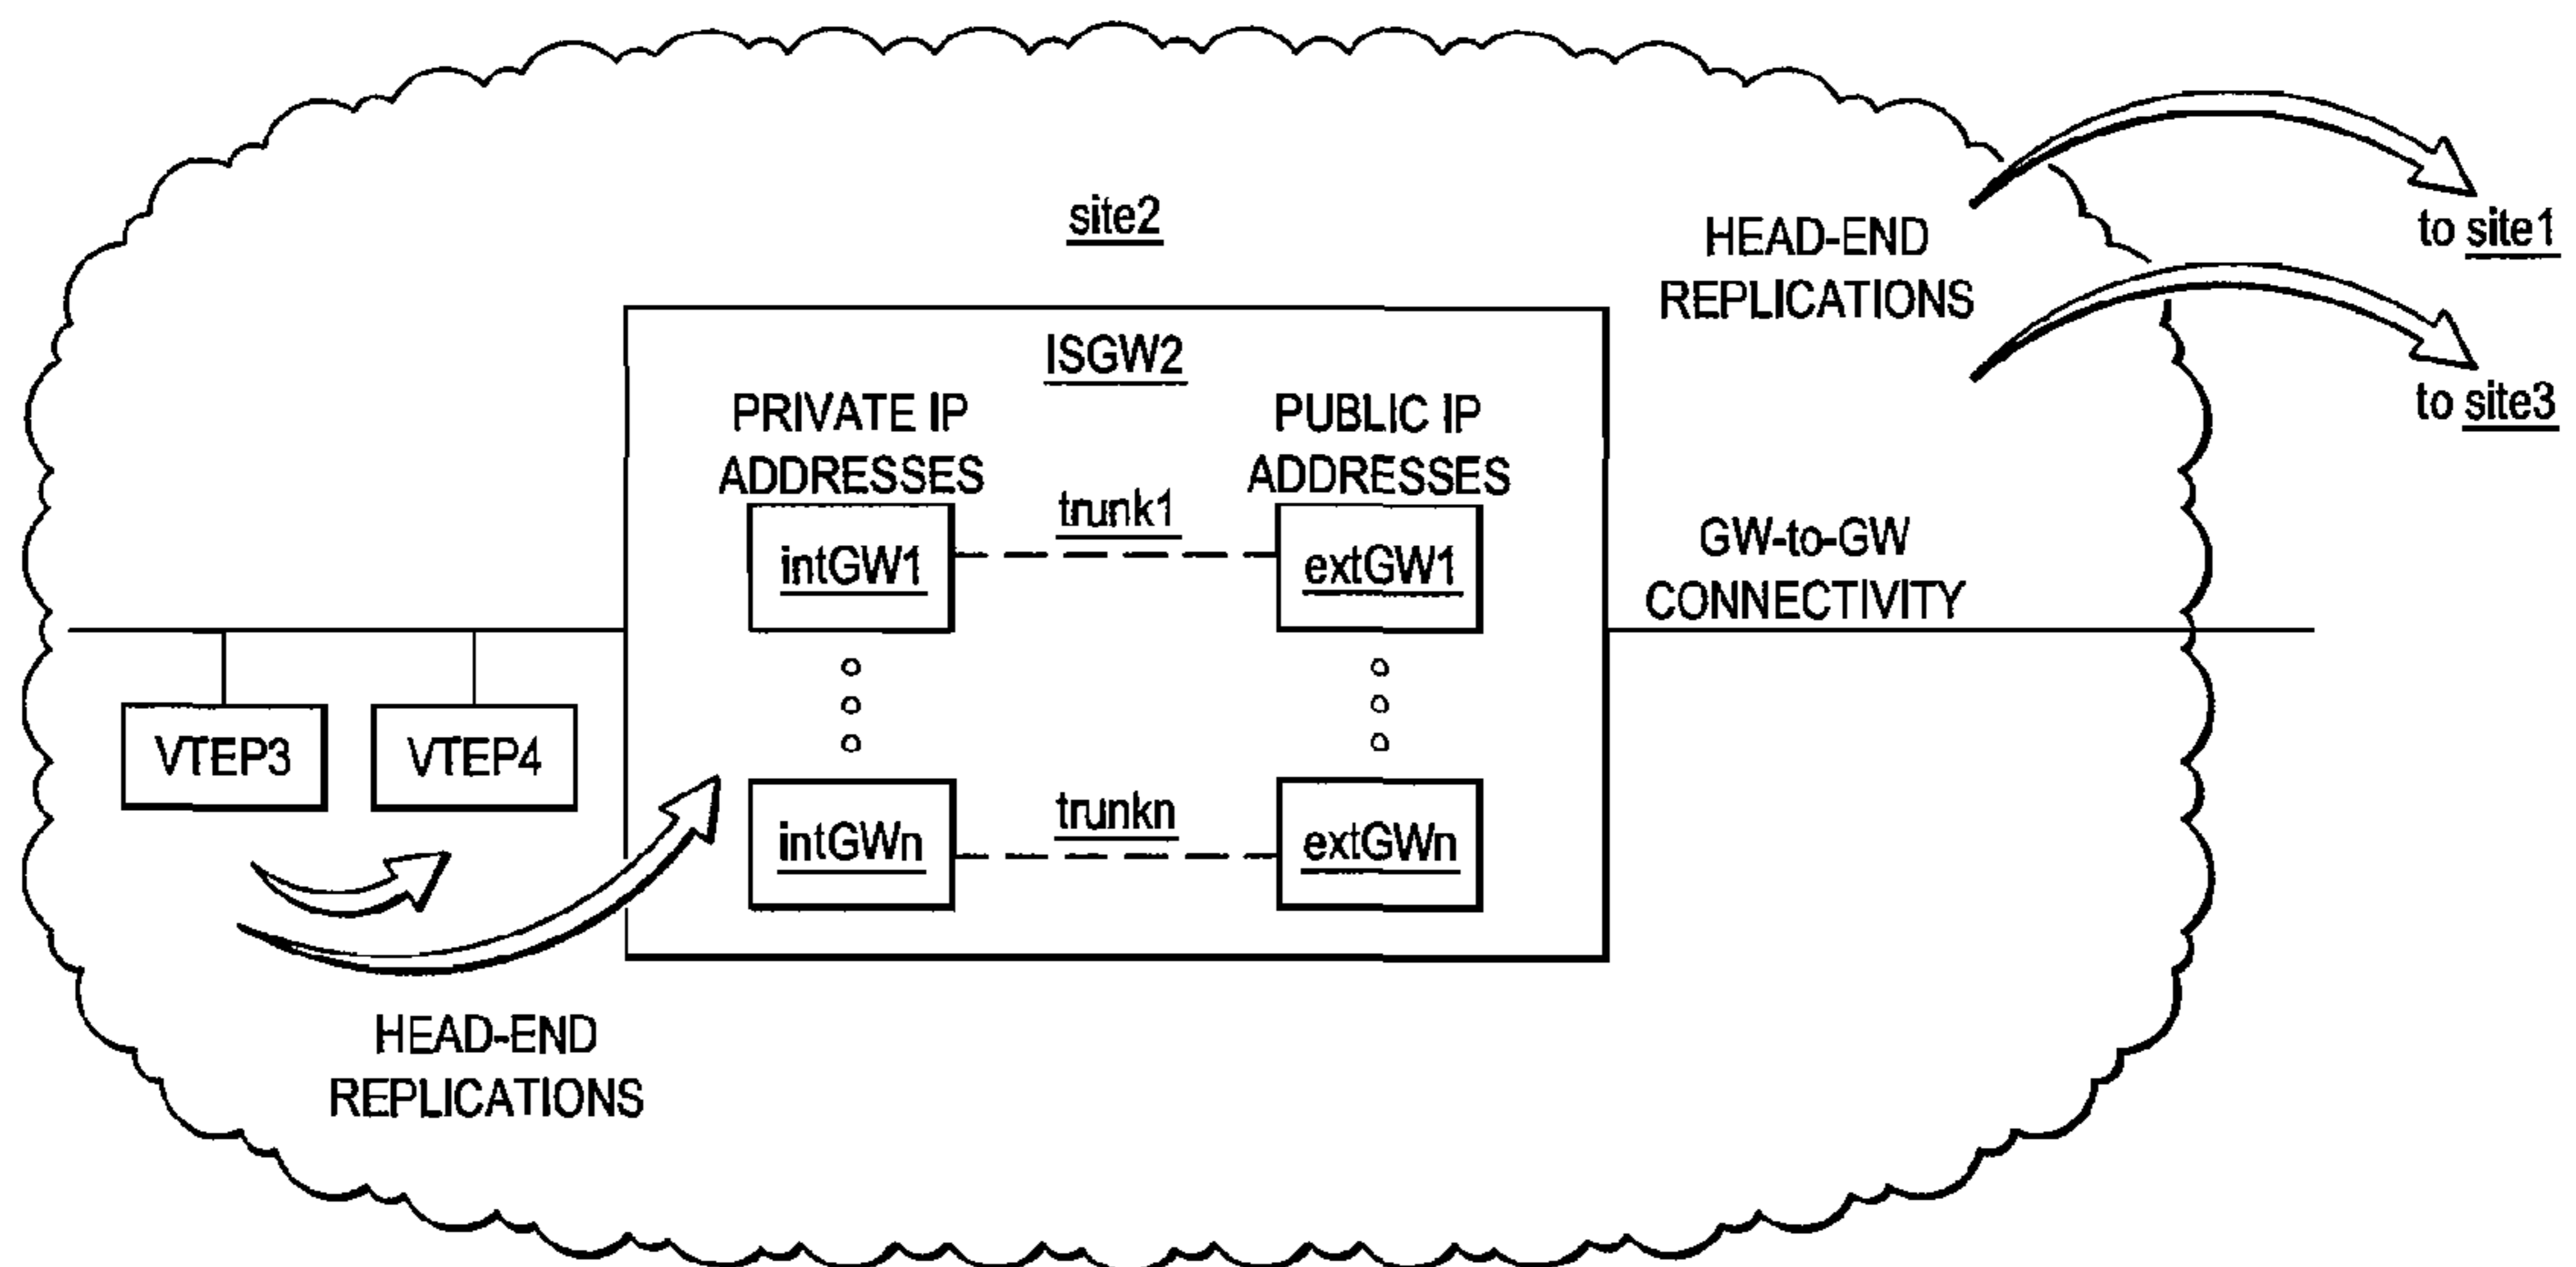 site2
HEAD-END
REPLICATIONS
to site1
to site3
ISGW2
PRIVATE IP
ADDRESSES
PUBLIC IP
ADDRESSES
trunk1
intGW1
extGW1
GW-to-GW
CONNECTIVITY
VTEP3
VTEP4
trunkn
intGWn
extGWn
HEAD-END
REPLICATIONS